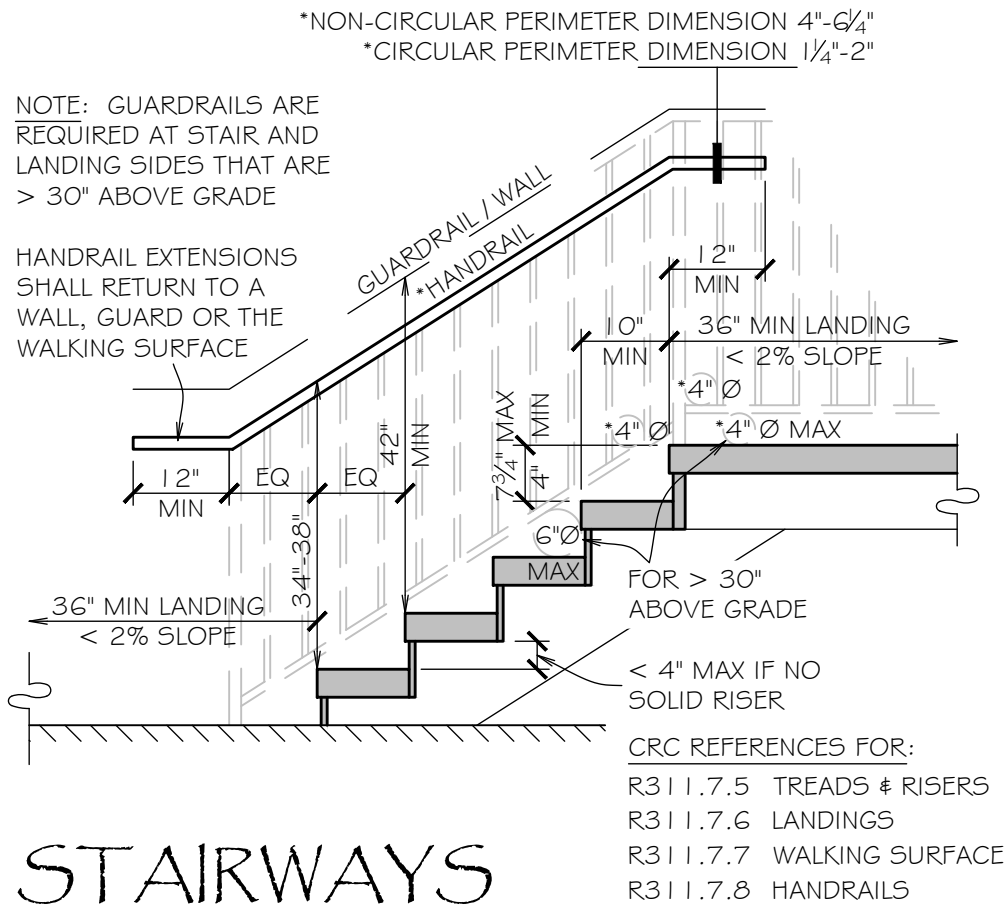 *NON-CIRCULAR PERIMETER DIMENSION 4"-6¼"
*CIRCULAR PERIMETER DIMENSION 1¼"-2"
NOTE: GUARDRAILS ARE
REQUIRED AT STAIR AND
LANDING SIDES THAT ARE
> 30" ABOVE GRADE
HANDRAIL EXTENSIONS
SHALL RETURN TO A
WALL, GUARD OR THE
WALKING SURFACE
GUARDRAIL / WALL
*HANDRAIL
12"
MIN
10"
MIN
36" MIN LANDING
< 2% SLOPE
*4" Ø
*4" Ø
*4" Ø MAX
7¾" MAX
4" MIN
42"
MIN
12"
MIN
EQ
EQ
34"-38"
6"Ø
MAX
36" MIN LANDING
< 2% SLOPE
FOR > 30"
ABOVE GRADE
< 4" MAX IF NO
SOLID RISER
CRC REFERENCES FOR:
R311.7.5 TREADS & RISERS
R311.7.6 LANDINGS
R311.7.7 WALKING SURFACE
R311.7.8 HANDRAILS
STAIRWAYS